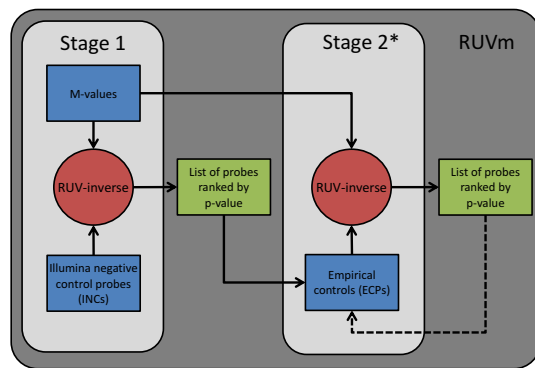 Stage 1
Stage 2*
RUVm
M-values
RUV-inverse
List of probes
ranked by
p-value
RUV-inverse
List of probes
ranked by
p-value
Illumina negative
control probes
(INCs)
Empirical
controls (ECPs)